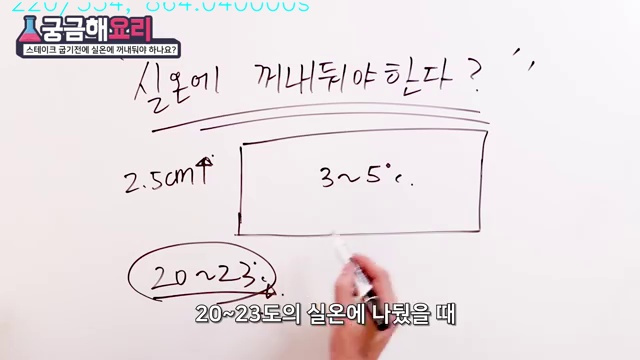 220/334, 664.040000s
궁금해요리
스테이크 굽기전에 실온에 꺼내둬야 하나요?
"실온에 꺼내둬야한다?"
2.5cm↑
3~5℃.
20~23℃.
20~23도의 실온에 나뒀을 때